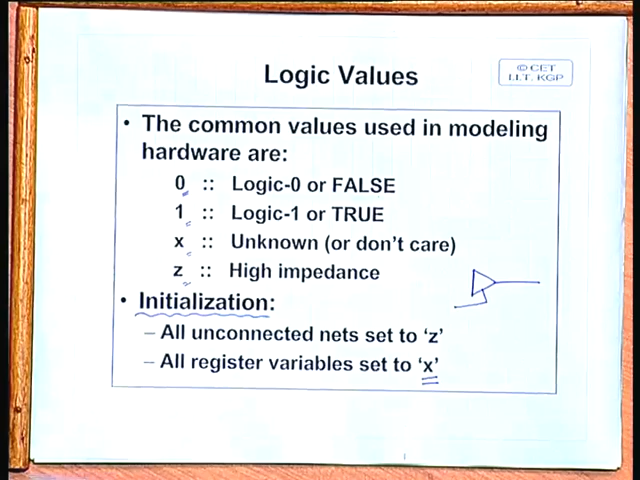 Logic Values
© CET
I.I.T. KGP
• The common values used in modeling
hardware are:
0 :: Logic-0 or FALSE
1 :: Logic-1 or TRUE
x :: Unknown (or don't care)
z :: High impedance
• Initialization:
– All unconnected nets set to 'z'
– All register variables set to 'x'